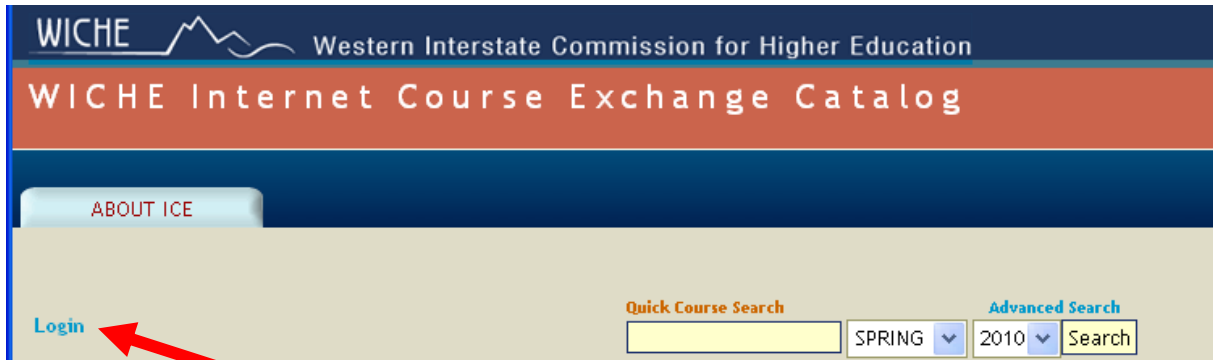 WICHE Western Interstate Commission for Higher Education
WICHE Internet Course Exchange Catalog
ABOUT ICE
Quick Course Search Advanced Search
Login SPRING 2010 Search